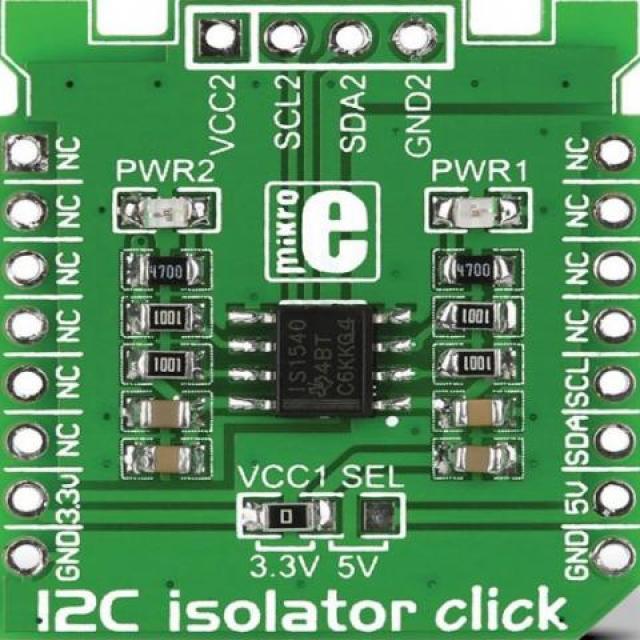 VCC2 SCL2 SDA2 GND2
NC
NC
NC
NC
NC
NC
3.3V
GND
PWR2
PWR1
4700
1001
1001
mikro e
IS1540
4BT
C6KKG4
4700
1001
1001
NC
NC
NC
NC
SCL
SDA
5V
GND
VCC1 SEL
0
3.3V 5V
I2C isolator click